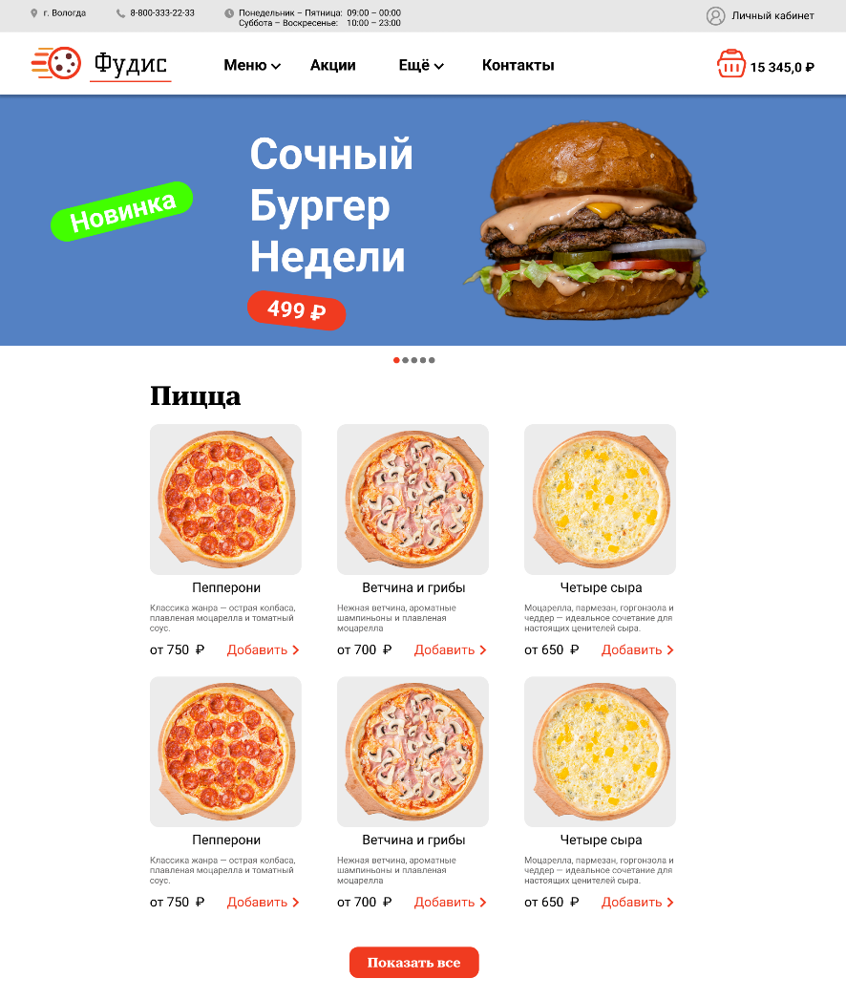 г. Вологда
8-800-333-22-33
Понедельник – Пятница: 09:00 – 00:00
Суббота – Воскресенье: 10:00 – 23:00
Личный кабинет
Фудис
Меню
Акции
Ещё
Контакты
15 345,0 ₽
Новинка
Сочный
Бургер
Недели
499 ₽
Пицца
Пепперони
Классика жанра — острая колбаса,
плавленая моцарелла и томатный
соус.
от 750 ₽
Добавить
Ветчина и грибы
Нежная ветчина, ароматные
шампиньоны и плавленая
моцарелла
от 700 ₽
Добавить
Четыре сыра
Моцарелла, пармезан, горгонзола и
чеддер — идеальное сочетание для
настоящих ценителей сыра.
от 650 ₽
Добавить
Пепперони
Классика жанра — острая колбаса,
плавленая моцарелла и томатный
соус.
от 750 ₽
Добавить
Ветчина и грибы
Нежная ветчина, ароматные
шампиньоны и плавленая
моцарелла
от 700 ₽
Добавить
Четыре сыра
Моцарелла, пармезан, горгонзола и
чеддер — идеальное сочетание для
настоящих ценителей сыра.
от 650 ₽
Добавить
Показать все